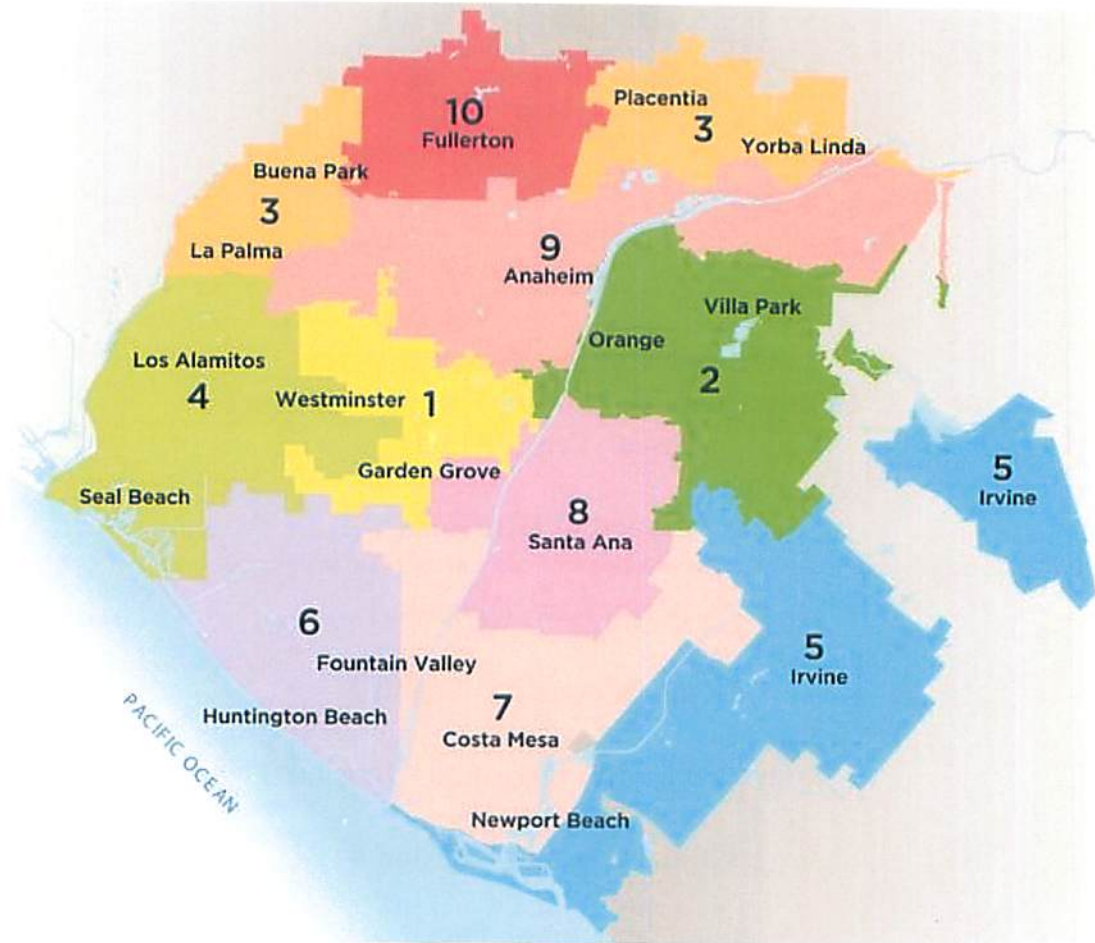 10
Fullerton
Placentia
3
Yorba Linda
Buena Park
3
La Palma
9
Anaheim
Villa Park
Orange
2
Los Alamitos
4
Westminster
1
Garden Grove
Seal Beach
8
Santa Ana
5
Irvine
6
Fountain Valley
5
Irvine
Huntington Beach
7
Costa Mesa
PACIFIC OCEAN
Newport Beach